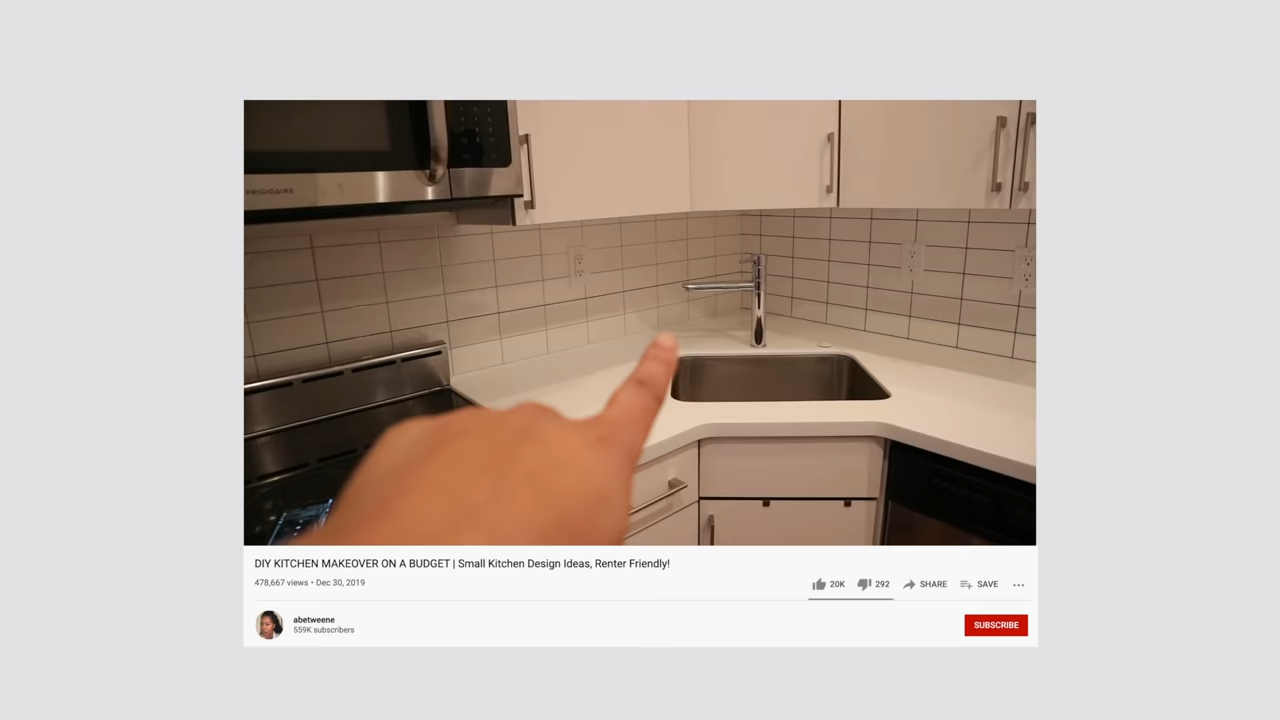 FRIGIDAIRE
DIY KITCHEN MAKEOVER ON A BUDGET | Small Kitchen Design Ideas, Renter Friendly!
478,667 views • Dec 30, 2019
20K 292 SHARE SAVE
abetweene
559K subscribers
SUBSCRIBE